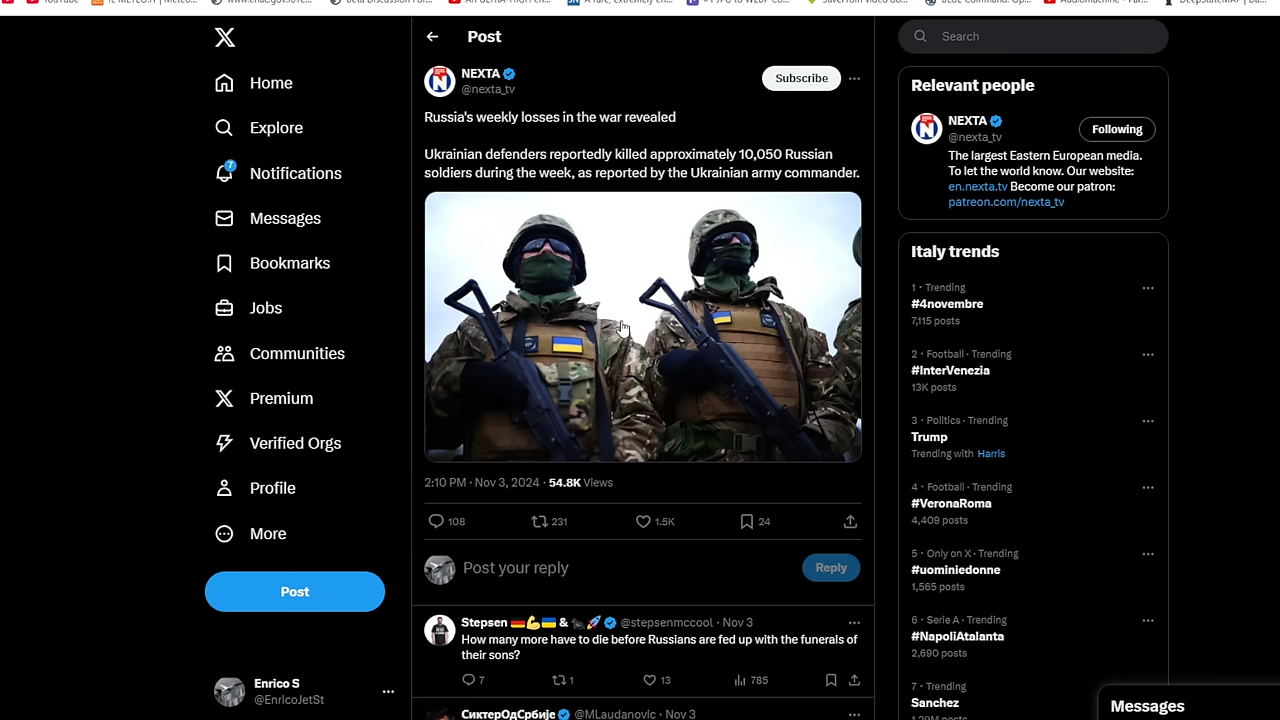 YouTube
Post
NEXTA
@nexta_tv
Subscribe
Russia's weekly losses in the war revealed
Ukrainian defenders reportedly killed approximately 10,050 Russian
soldiers during the week, as reported by the Ukrainian army commander.
2:10 PM · Nov 3, 2024 · 54.8K Views
108 231 1.5K 24
Post your reply
Reply
Stepsen & @stepsenmccool · Nov 3
How many more have to die before Russians are fed up with the funerals of
their sons?
7 1 13 785
СиктерОдСрбије @MLaudanovic · Nov 3
Home
Explore
7
Notifications
Messages
Bookmarks
Jobs
Communities
Premium
Verified Orgs
Profile
More
Post
Enrico S
@EnricoJetSt
Search
Relevant people
NEXTA
@nexta_tv
Following
The largest Eastern European media.
To let the world know. Our website:
en.nexta.tv Become our patron:
patreon.com/nexta_tv
Italy trends
1 · Trending
#4novembre
7,115 posts
2 · Football · Trending
#InterVenezia
13K posts
3 · Politics · Trending
Trump
Trending with Harris
4 · Football · Trending
#VeronaRoma
4,409 posts
5 · Only on X · Trending
#uominiedonne
1,565 posts
6 · Serie A · Trending
#NapoliAtalanta
2,690 posts
7 · Trending
Sanchez
Messages